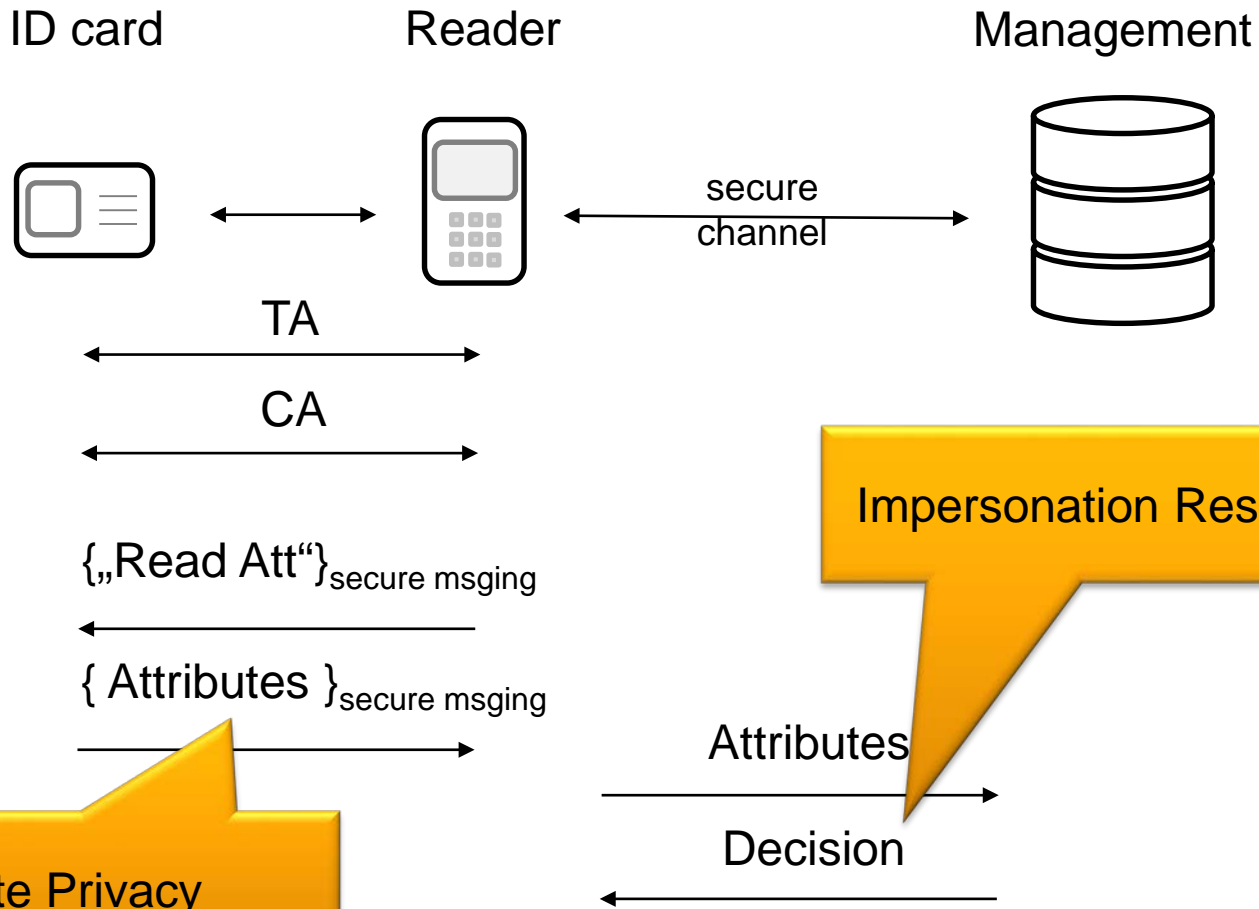 ID card
Reader
Management
secure
channel
TA
CA
Impersonation Res
{„Read Att“}secure msging
{ Attributes }secure msging
Attributes
Decision
te Privacy